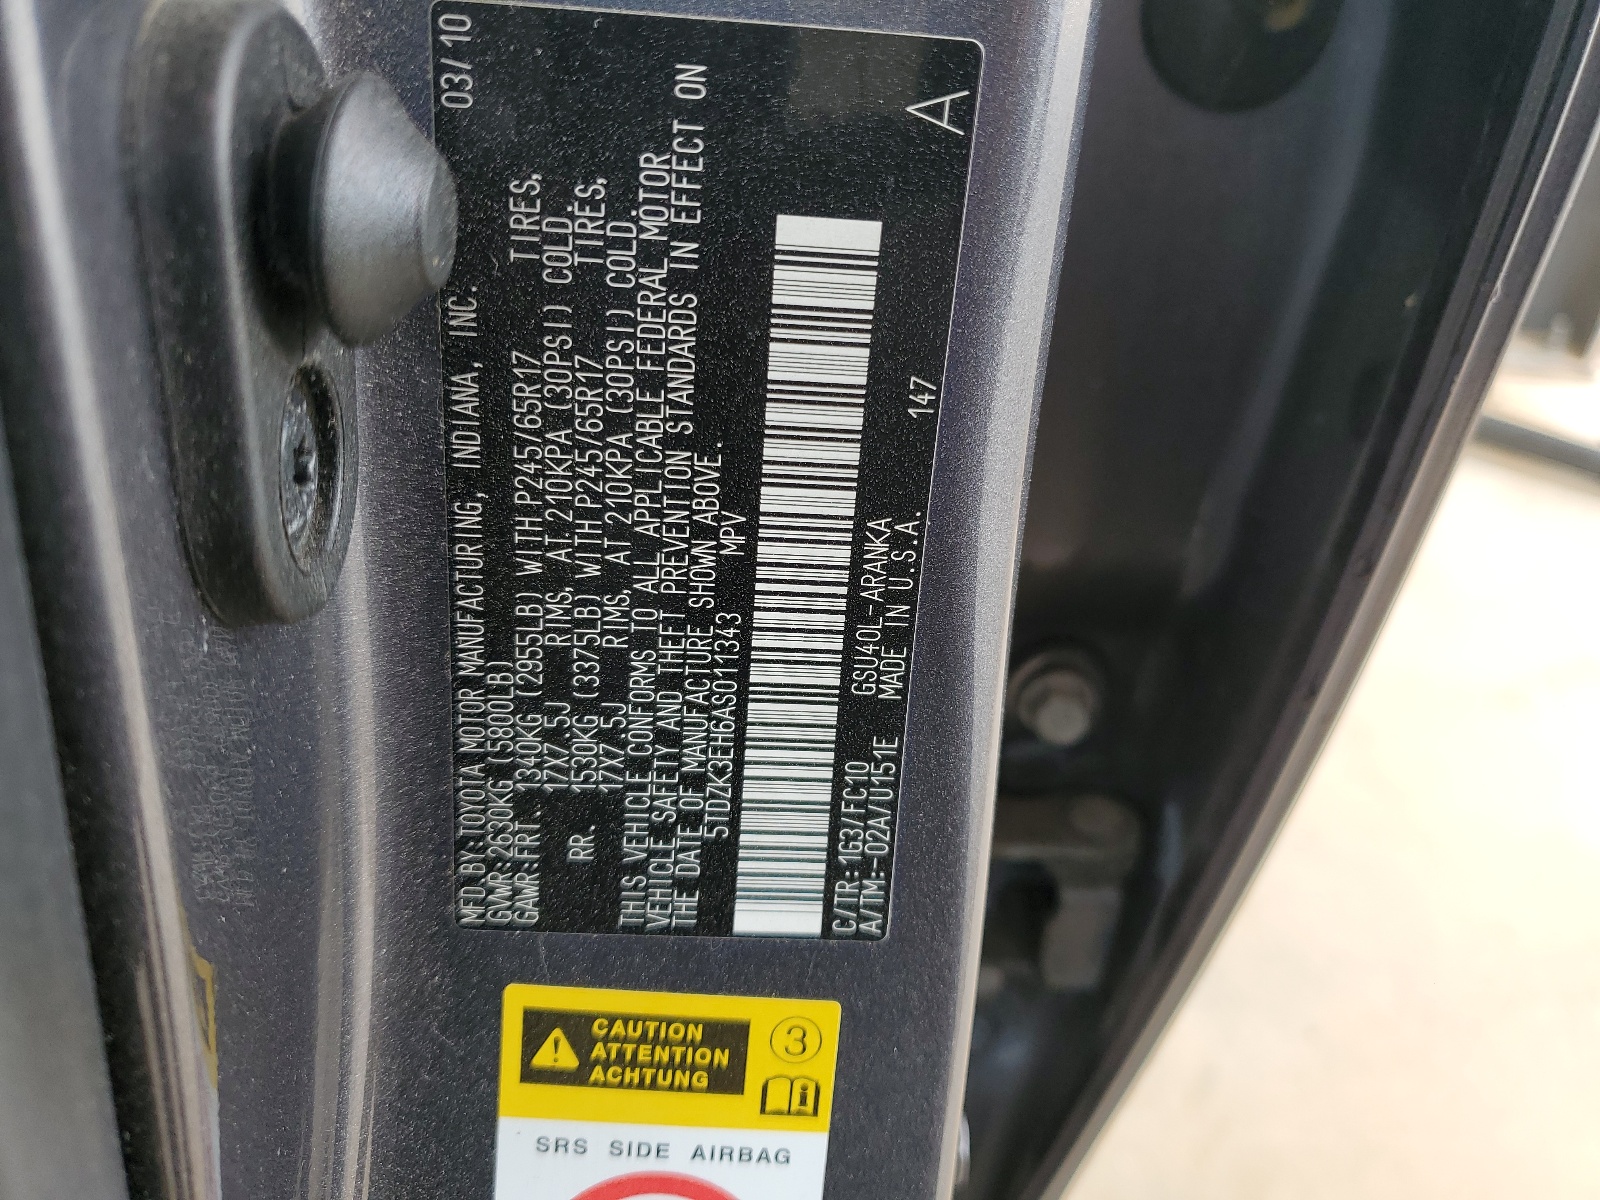 MFD.BY:TOYOTA MOTOR MANUFACTURING, INDIANA, INC. 03/10
GVWR:2630KG (5800LB)
GAWR:FRT. 1340KG (2955LB) WITH P245/65R17 TIRES,
17X7.5J RIMS, AT 210KPA (30PSI) COLD.
RR. 1530KG (3375LB) WITH P245/65R17 TIRES,
17X7.5J RIMS, AT 210KPA (30PSI) COLD.
THIS VEHICLE CONFORMS TO ALL APPLICABLE FEDERAL MOTOR
VEHICLE SAFETY AND THEFT PREVENTION STANDARDS IN EFFECT ON
THE DATE OF MANUFACTURE SHOWN ABOVE.
5TDZK3EH6AS011343 MPV
C/TR:1G3/FC10 GSU40L-ARANKA 147
A/TM:-02A/U151E MADE IN U.S.A. A
CAUTION
ATTENTION
ACHTUNG
3
i
SRS SIDE AIRBAG